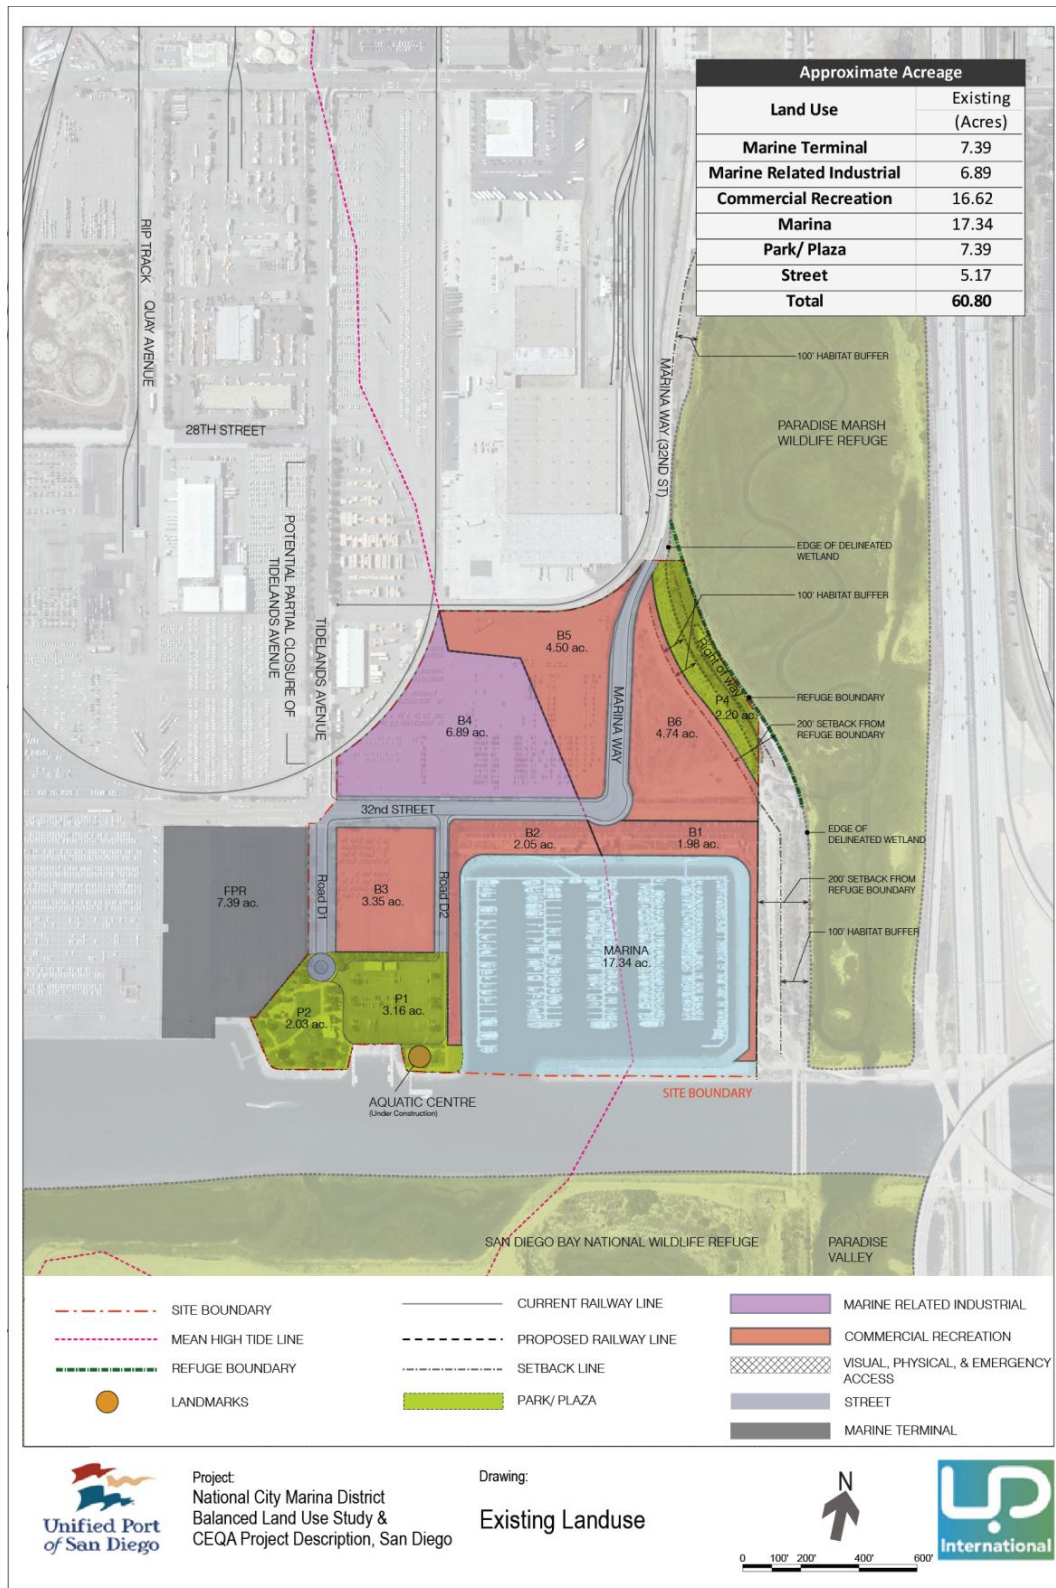 Approximate Acreage
Land Use
Existing
(Acres)
Marine Terminal 7.39
Marine Related Industrial 6.89
Commercial Recreation 16.62
Marina 17.34
Park/ Plaza 7.39
Street 5.17
Total 60.80
RIP TRACK
QUAY AVENUE
28TH STREET
POTENTIAL PARTIAL CLOSURE OF
TIDELANDS AVENUE
TIDELANDS AVENUE
MARINA WAY (32ND ST)
100' HABITAT BUFFER
PARADISE MARSH
WILDLIFE REFUGE
EDGE OF DELINEATED
WETLAND
100' HABITAT BUFFER
REFUGE BOUNDARY
200' SETBACK FROM
REFUGE BOUNDARY
Right of way
P4
2.20 ac.
B5
4.50 ac.
B4
6.89 ac.
MARINA WAY
B6
4.74 ac.
32nd STREET
B2
2.05 ac.
B1
1.98 ac.
EDGE OF
DELINEATED WETLAND
200' SETBACK FROM
REFUGE BOUNDARY
100' HABITAT BUFFER
FPR
7.39 ac.
Road D1
B3
3.35 ac.
Road D2
MARINA
17.34 ac.
P2
2.03 ac.
P1
3.16 ac.
AQUATIC CENTRE
(Under Construction)
SITE BOUNDARY
SAN DIEGO BAY NATIONAL WILDLIFE REFUGE
PARADISE
VALLEY
SITE BOUNDARY
MEAN HIGH TIDE LINE
REFUGE BOUNDARY
LANDMARKS
CURRENT RAILWAY LINE
PROPOSED RAILWAY LINE
SETBACK LINE
PARK/ PLAZA
MARINE RELATED INDUSTRIAL
COMMERCIAL RECREATION
VISUAL, PHYSICAL, & EMERGENCY
ACCESS
STREET
MARINE TERMINAL
Unified Port
of San Diego
Project:
National City Marina District
Balanced Land Use Study &
CEQA Project Description, San Diego
Drawing:
Existing Landuse
N
0 100' 200' 400' 600'
UP
International